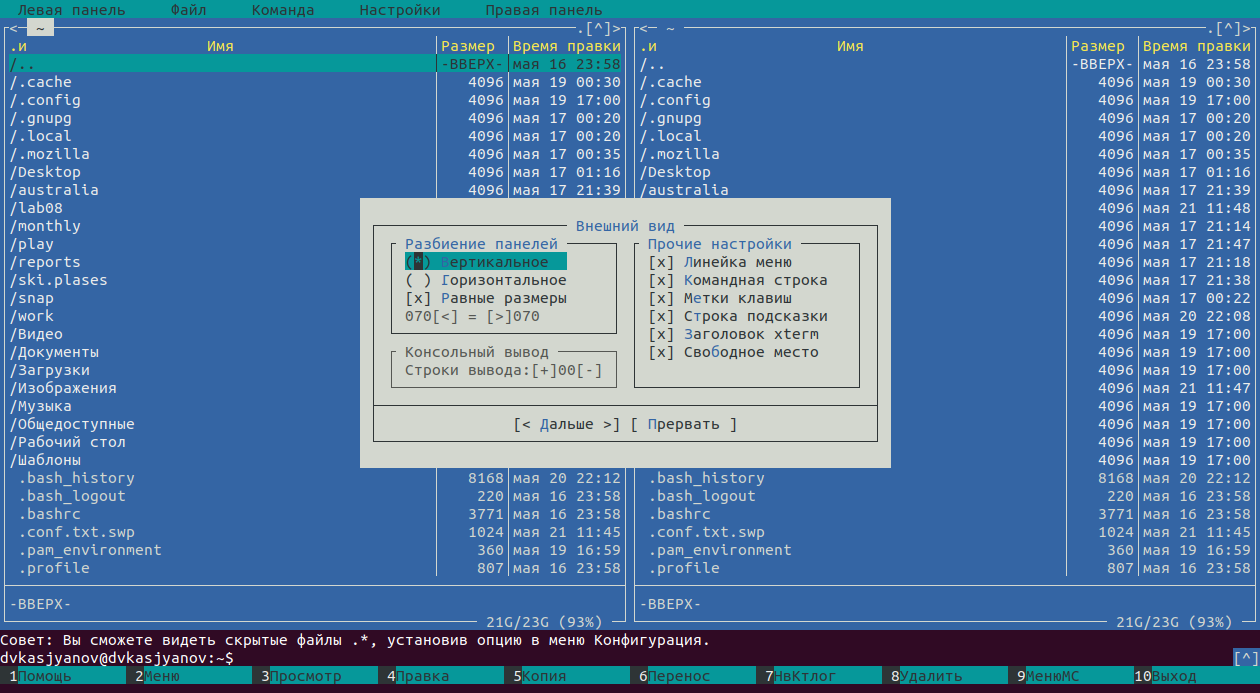 Левая панель Файл Команда Настройки Правая панель
<- ~ .[^]> <- ~ .[^]>
.и Имя Размер Время правки .и Имя Размер Время правки
/.. -ВВЕРХ- мая 16 23:58 /.. -ВВЕРХ- мая 16 23:58
/.cache 4096 мая 19 00:30 /.cache 4096 мая 19 00:30
/.config 4096 мая 19 17:00 /.config 4096 мая 19 17:00
/.gnupg 4096 мая 17 00:20 /.gnupg 4096 мая 17 00:20
/.local 4096 мая 17 00:20 /.local 4096 мая 17 00:20
/.mozilla 4096 мая 17 00:35 /.mozilla 4096 мая 17 00:35
/Desktop 4096 мая 17 01:16 /Desktop 4096 мая 17 01:16
/australia 4096 мая 17 21:39 /australia 4096 мая 17 21:39
/lab08 4096 мая 21 11:48
/monthly Внешний вид 4096 мая 17 21:14
/play Разбиение панелей Прочие настройки 4096 мая 17 21:47
/reports (*) Вертикальное [x] Линейка меню 4096 мая 17 21:18
/ski.plases ( ) Горизонтальное [x] Командная строка 4096 мая 17 21:38
/snap [x] Равные размеры [x] Метки клавиш 4096 мая 17 00:22
/work 070[<] = [>]070 [x] Строка подсказки 4096 мая 20 22:08
/Видео [x] Заголовок xterm 4096 мая 19 17:00
/Документы Консольный вывод [x] Свободное место 4096 мая 19 17:00
/Загрузки Строки вывода:[+]00[-] 4096 мая 19 17:00
/Изображения 4096 мая 21 11:47
/Музыка 4096 мая 19 17:00
/Общедоступные [< Дальше >] [ Прервать ] 4096 мая 19 17:00
/Рабочий стол 4096 мая 19 17:00
/Шаблоны 4096 мая 19 17:00
.bash_history 8168 мая 20 22:12 .bash_history 8168 мая 20 22:12
.bash_logout 220 мая 16 23:58 .bash_logout 220 мая 16 23:58
.bashrc 3771 мая 16 23:58 .bashrc 3771 мая 16 23:58
.conf.txt.swp 1024 мая 21 11:45 .conf.txt.swp 1024 мая 21 11:45
.pam_environment 360 мая 19 16:59 .pam_environment 360 мая 19 16:59
.profile 807 мая 16 23:58 .profile 807 мая 16 23:58
-ВВЕРХ- -ВВЕРХ-
21G/23G (93%) 21G/23G (93%)
Совет: Вы сможете видеть скрытые файлы .*, установив опцию в меню Конфигурация.
dvkasjyanov@dvkasjyanov:~$ [^]
1Помощь 2Меню 3Просмотр 4Правка 5Копия 6Перенос 7НвКтлог 8Удалить 9МенюMC 10Выход